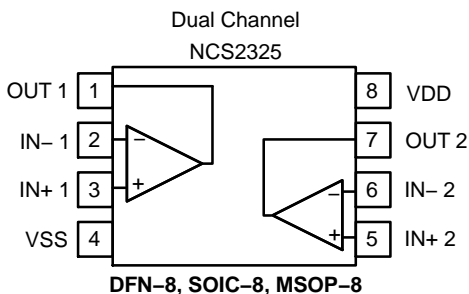 Dual Channel
NCS2325
OUT 1 1 8 VDD
IN− 1 2 − 7 OUT 2
IN+ 1 3 + − 6 IN− 2
VSS 4 + 5 IN+ 2
DFN−8, SOIC−8, MSOP−8